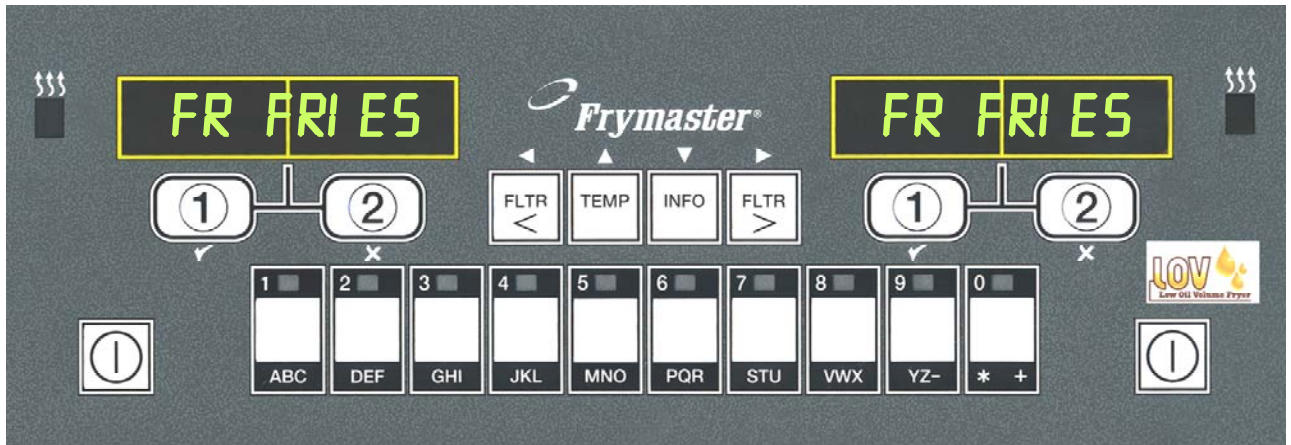 FR FRIES
Frymaster®
FR FRIES
1 2
FLTR < TEMP INFO FLTR >
1 2
LOV
Low Oil Volume Fryer
1 2 3 4 5 6 7 8 9 0
ABC DEF GHI JKL MNO PQR STU VWX YZ- * +